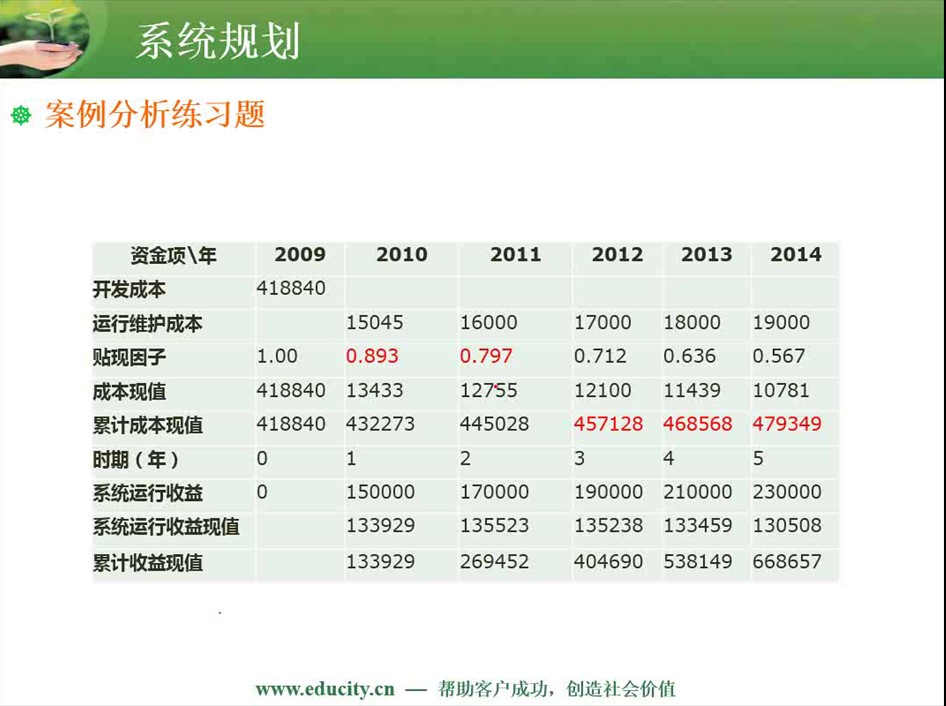 系统规划
案例分析练习题
资金项\年 2009 2010 2011 2012 2013 2014
开发成本 418840
运行维护成本 15045 16000 17000 18000 19000
贴现因子 1.00 0.893 0.797 0.712 0.636 0.567
成本现值 418840 13433 12755 12100 11439 10781
累计成本现值 418840 432273 445028 457128 468568 479349
时期（年） 0 1 2 3 4 5
系统运行收益 0 150000 170000 190000 210000 230000
系统运行收益现值 133929 135523 135238 133459 130508
累计收益现值 133929 269452 404690 538149 668657
www.educity.cn — 帮助客户成功，创造社会价值